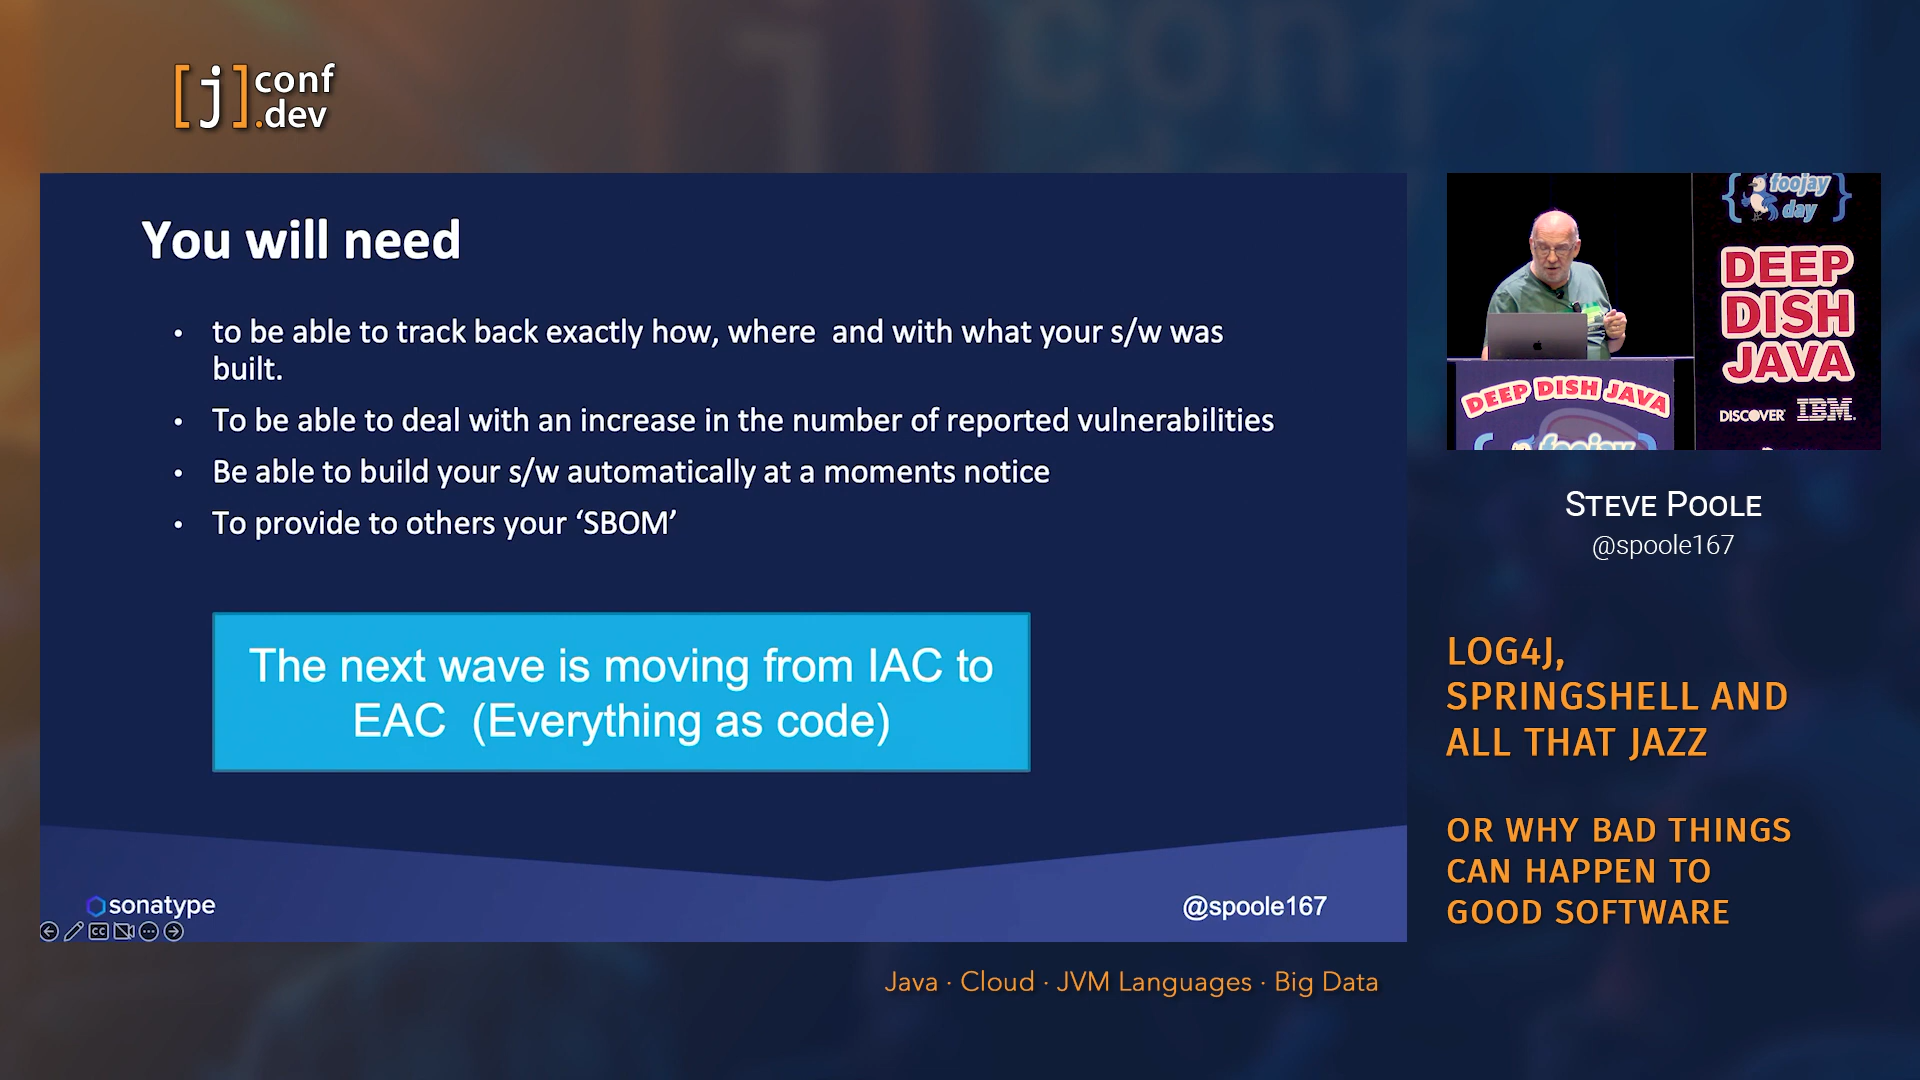 [j]conf
.dev
You will need
• to be able to track back exactly how, where  and with what your s/w was
built.
• To be able to deal with an increase in the number of reported vulnerabilities
• Be able to build your s/w automatically at a moments notice
• To provide to others your ‘SBOM’
The next wave is moving from IAC to
EAC  (Everything as code)
sonatype
@spoole167
CC
{foojay
day}
DEEP
DISH
JAVA
DISCOVER IBM
DEEP DISH JAVA
{foojay
STEVE POOLE
@spoole167
LOG4J,
SPRINGSHELL AND
ALL THAT JAZZ
OR WHY BAD THINGS
CAN HAPPEN TO
GOOD SOFTWARE
Java · Cloud · JVM Languages · Big Data